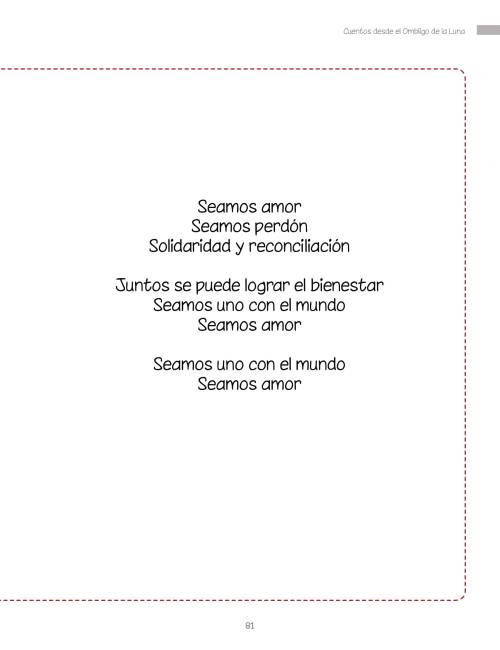 Cuentos desde el Ombligo de la Luna
Seamos amor
Seamos perdón
Solidaridad y reconciliación
Juntos se puede lograr el bienestar
Seamos uno con el mundo
Seamos amor
Seamos uno con el mundo
Seamos amor
81